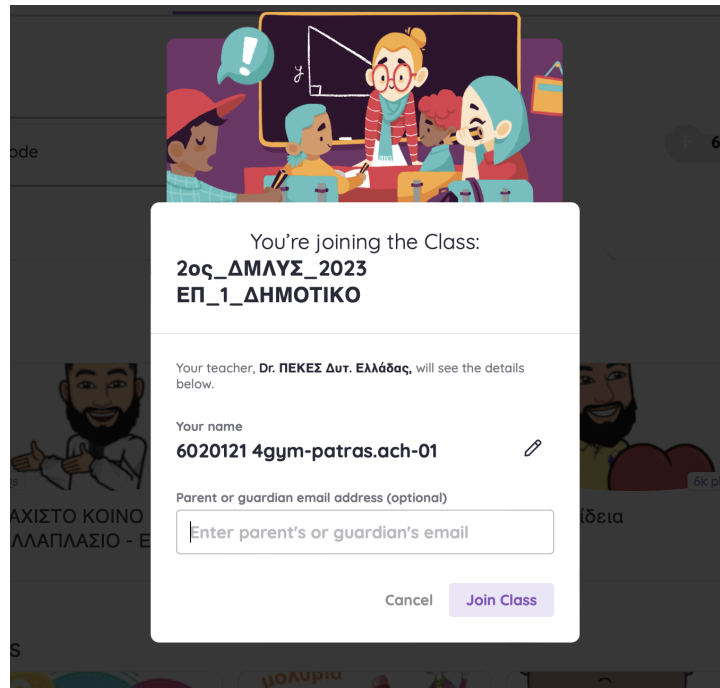 y
ode
6
You're joining the Class:
2ος_ΔΜΛΥΣ_2023
ΕΠ_1_ΔΗΜΟΤΙΚΟ
Your teacher, Dr. ΠΕΚΕΣ Δυτ. Ελλάδας, will see the details
below.
Your name
6020121 4gym-patras.ach-01
Parent or guardian email address (optional)
Enter parent's or guardian's email
Cancel
Join Class
s
6k p
ΑΧΙΣΤΟ ΚΟΙΝΟ
ΛΛΑΠΛΑΣΙΟ - Ε
ίδεια
S